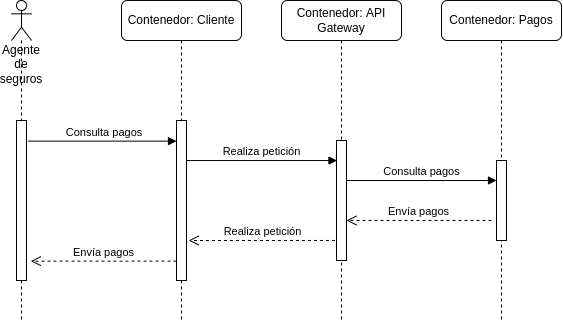 Contenedor: Cliente
Contenedor: API
Gateway
Contenedor: Pagos
Agente
de
seguros
Consulta pagos
Realiza petición
Consulta pagos
Envía pagos
Realiza petición
Envía pagos